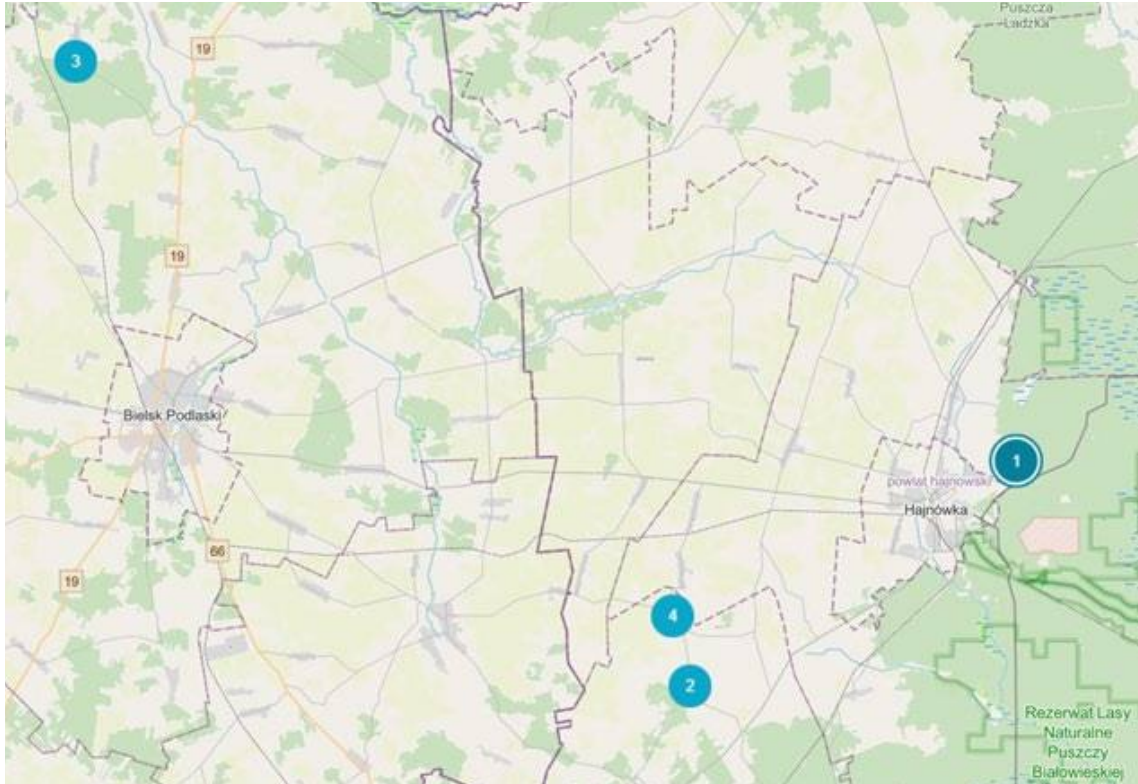 Puszcza
Ladzka
3
19
19
Bielsk Podlaski
1
powiat hajnowski
Hajnówka
66
19
4
2
Rezerwat Lasy
Naturalne
Puszczy
Białowieskiej